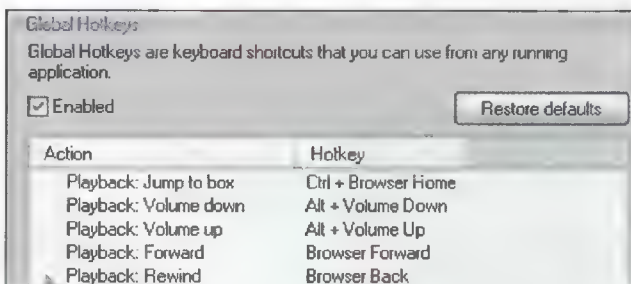 Global Hotkeys
Global Hotkeys are keyboard shortcuts that you can use from any running
application.
Enabled
Restore defaults
Action Hotkey
Playback: Jump to box Ctrl + Browser Home
Playback: Volume down Alt + Volume Down
Playback: Volume up Alt + Volume Up
Playback: Forward Browser Forward
Playback: Rewind Browser Back